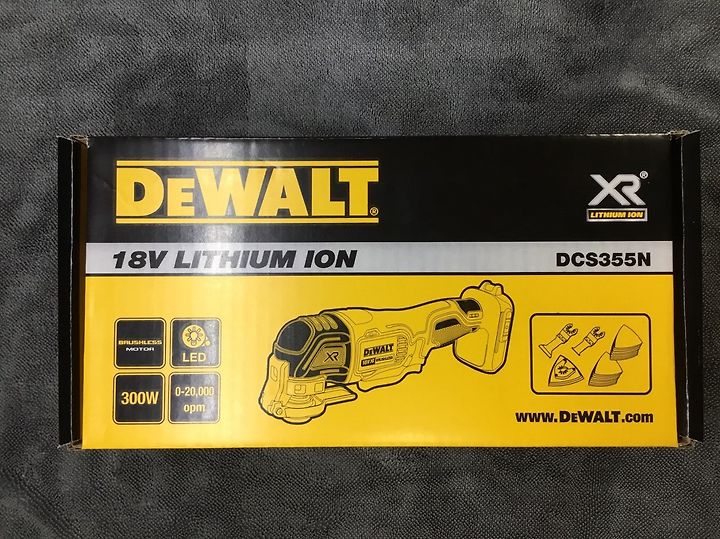 DEWALT®
XR®
LITHIUM ION
18V LITHIUM ION
DCS355N
BRUSHLESS
MOTOR
LED
300W
0-20,000
opm
XR
DEWALT
www.DEWALT.com